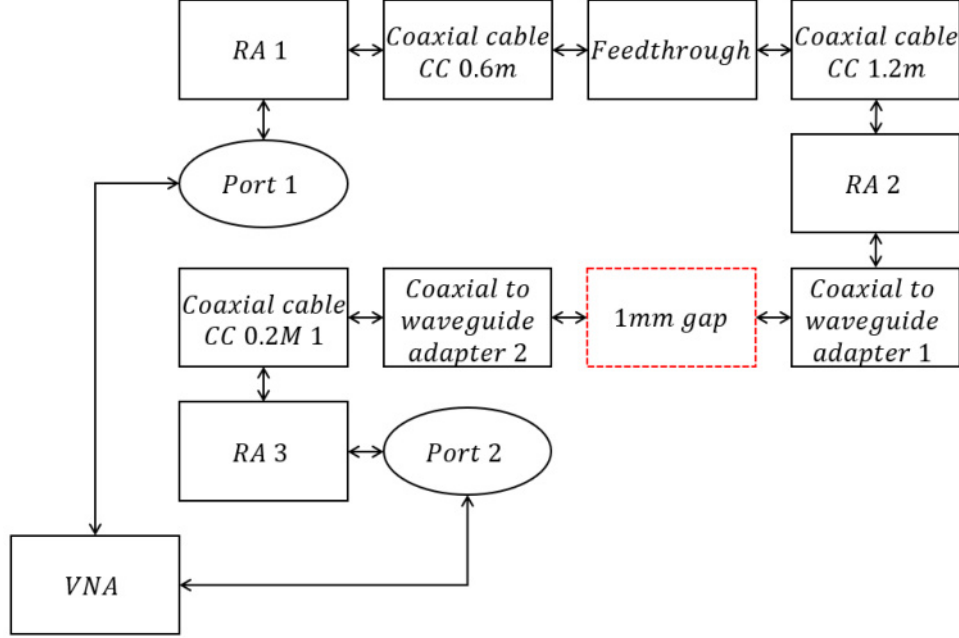 RA 1
Coaxial cable
CC 0.6m
Feedthrough
Coaxial cable
CC 1.2m
Port 1
RA 2
Coaxial cable
CC 0.2M 1
Coaxial to
waveguide
adapter 2
1mm gap
Coaxial to
waveguide
adapter 1
RA 3
Port 2
VNA